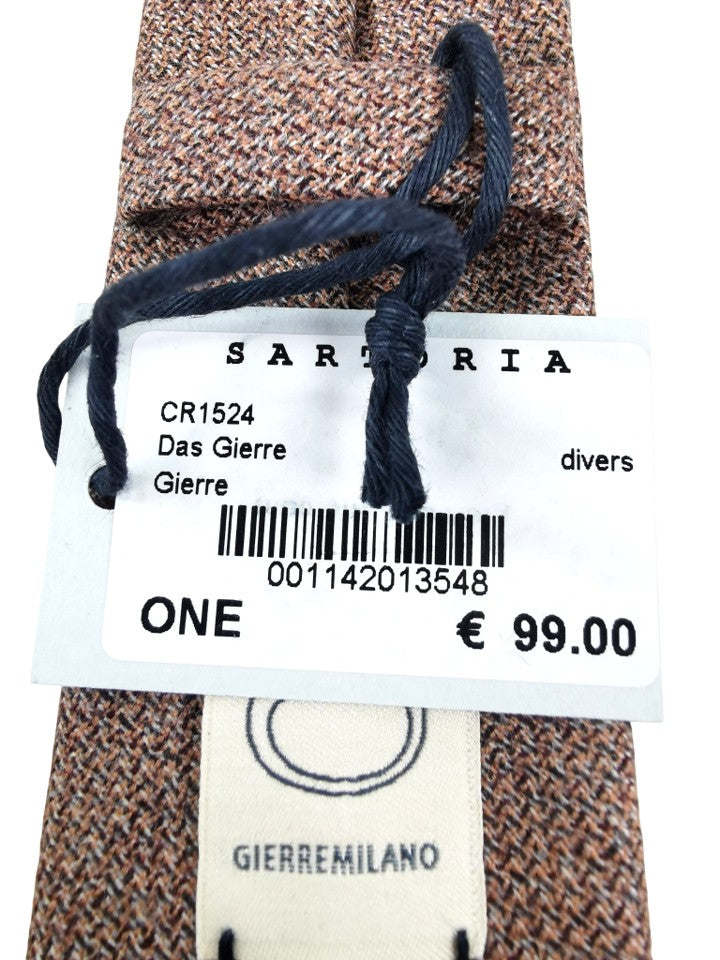 SARTORIA
CR1524
Das Gierre
divers
Gierre
001142013548
ONE
€ 99.00
GIERREMILANO